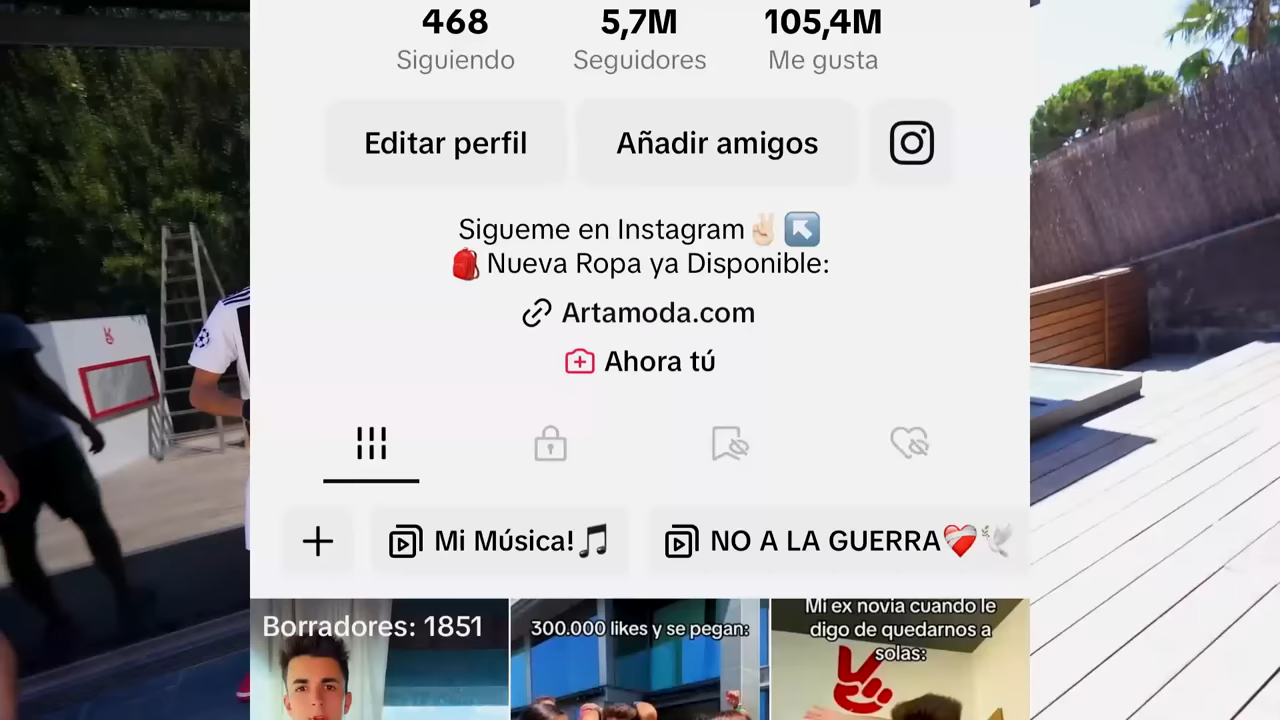 468 5,7M 105,4M
Siguiendo Seguidores Me gusta
Editar perfil Añadir amigos
Sigueme en Instagram✌🏻↖️
🎒 Nueva Ropa ya Disponible:
Artamoda.com
Ahora tú
Mi Música!🎵 NO A LA GUERRA❤️‍🩹🕊️
Borradores: 1851
300.000 likes y se pegan:
Mi ex novia cuando le
digo de quedarnos a
solas: